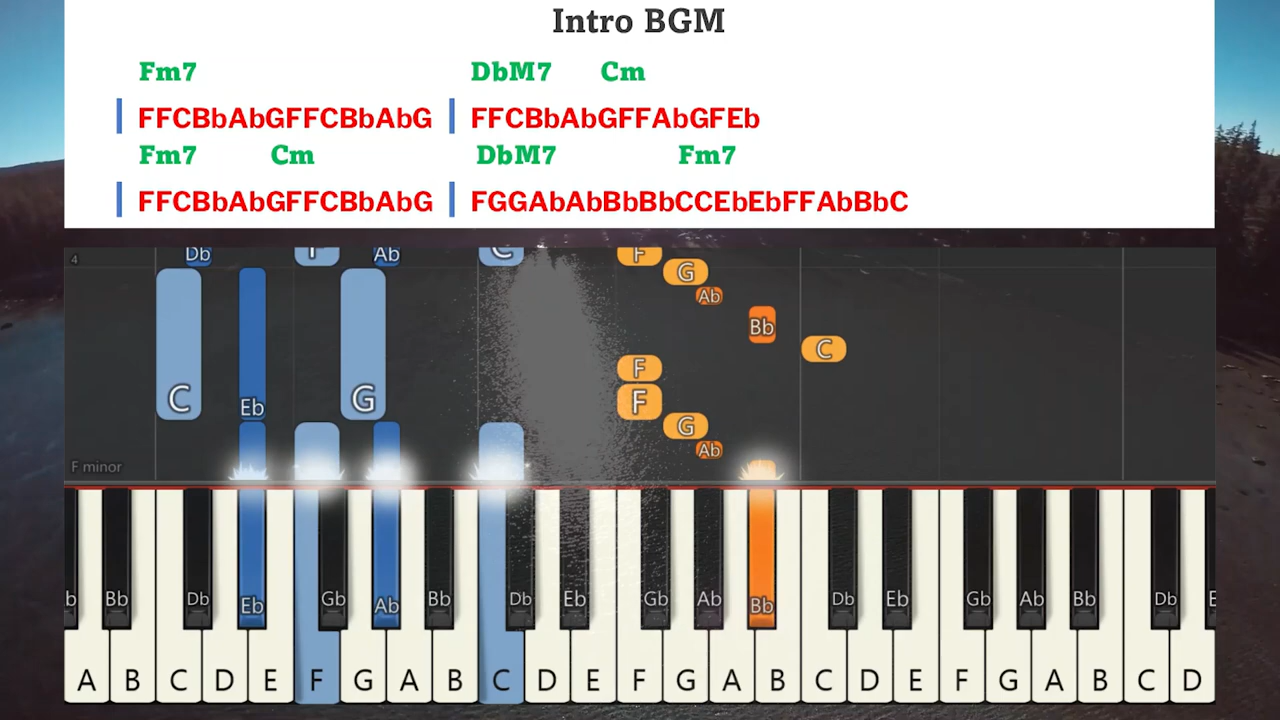 Intro BGM
Fm7 DbM7 Cm
| FFCBbAbGFFCBbAbG | FFCBbAbGFFAbGFEb
Fm7 Cm DbM7 Fm7
| FFCBbAbGFFCBbAbG | FGGAbAbBbBbCCEbEbFFAbBbC
4 Db F Ab C F
G
Ab
Bb
C
F
C Eb G F
G
Ab
F minor
b Bb Db Eb Gb Ab Bb Db Eb Gb Ab Bb Db Eb Gb Ab Bb Db E
A B C D E F G A B C D E F G A B C D E F G A B C D